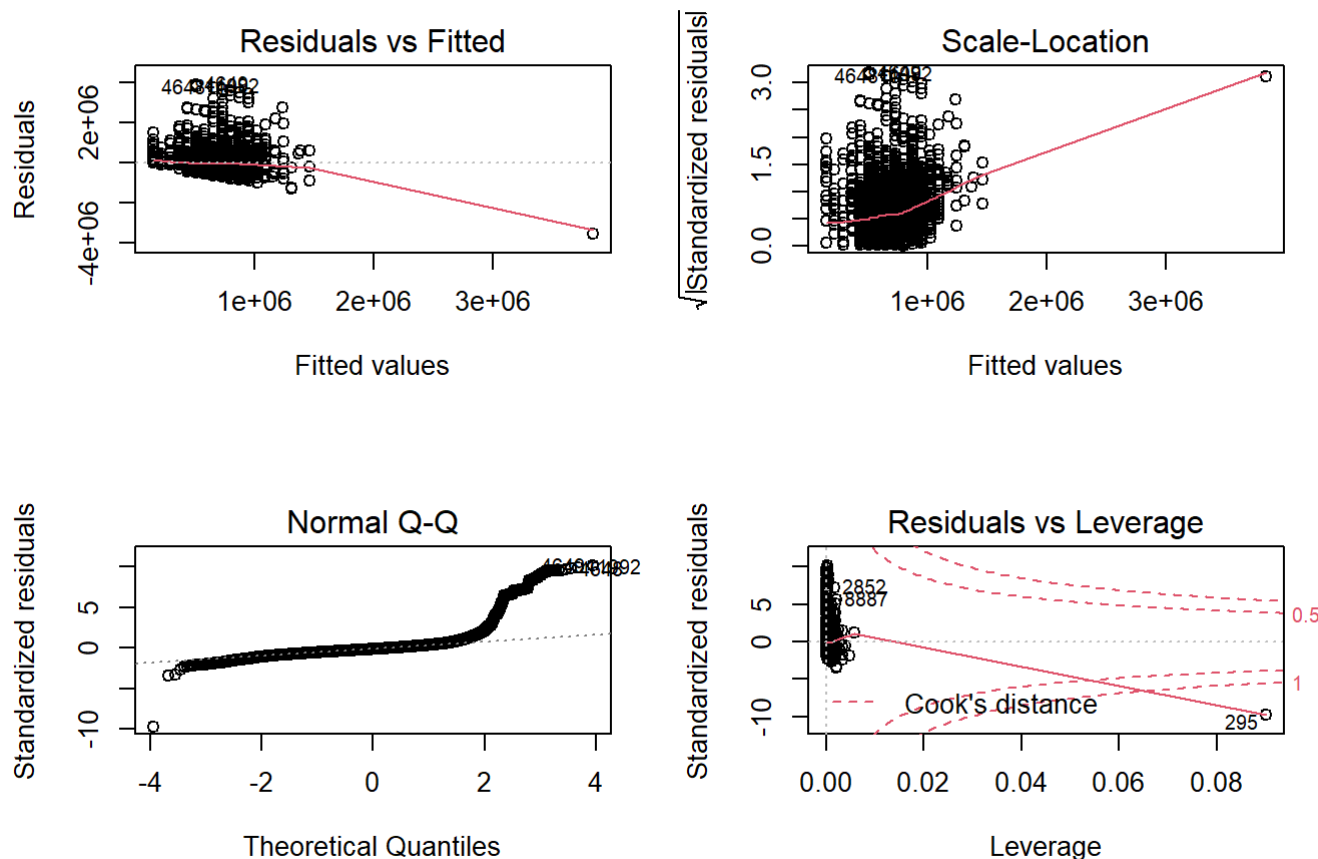 Residuals vs Fitted
Residuals
-4e+06
2e+06
1e+06
2e+06
3e+06
Fitted values
Scale-Location
√|Standardized residuals|
0.0
1.5
3.0
1e+06
2e+06
3e+06
Fitted values
Normal Q-Q
Standardized residuals
-10
0
5
-4
-2
0
2
4
Theoretical Quantiles
Residuals vs Leverage
Standardized residuals
-10
0
5
2852
8887
0.5
1
Cook's distance
295
0.00
0.02
0.04
0.06
0.08
Leverage